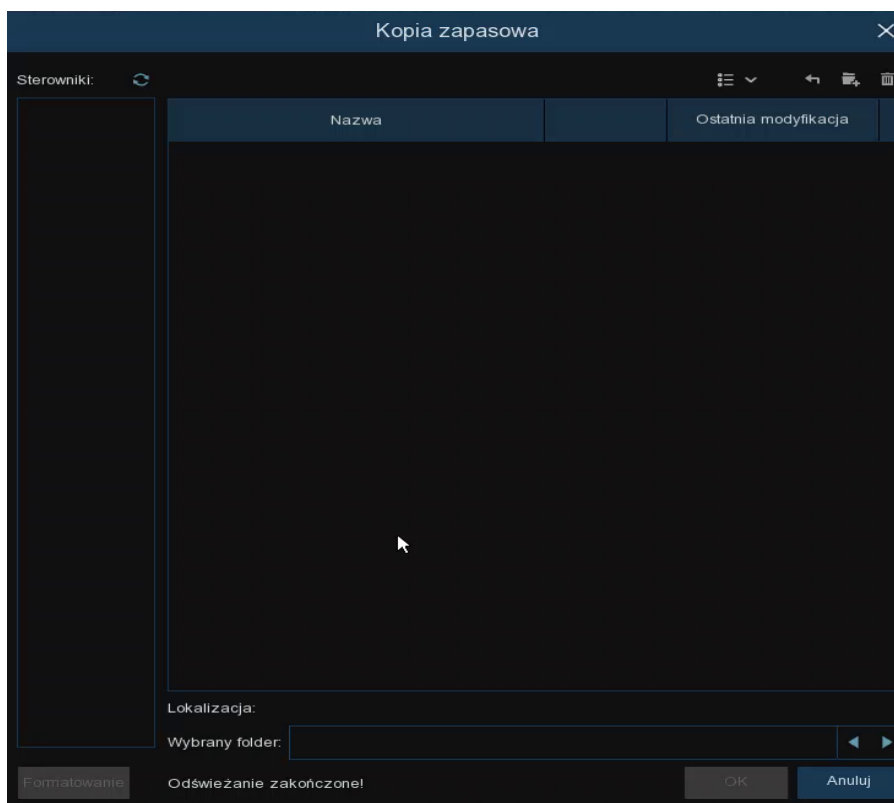 Kopia zapasowa
Sterowniki:
Nazwa
Ostatnia modyfikacja
Lokalizacja:
Wybrany folder:
Formatowanie
Odświeżanie zakończone!
OK
Anuluj